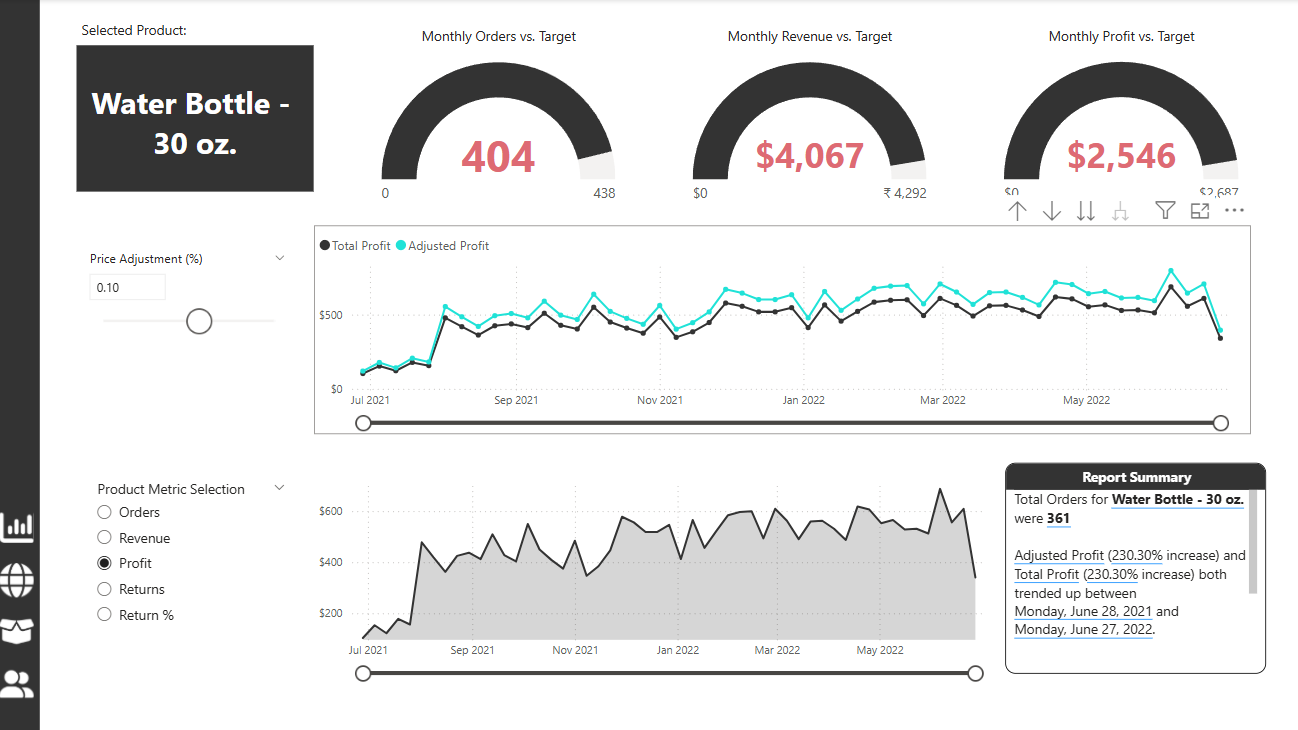 Selected Product:
Water Bottle -
30 oz.
Monthly Orders vs. Target
404
0
438
Monthly Revenue vs. Target
$4,067
$0
₹ 4,292
Monthly Profit vs. Target
$2,546
$0
$2,687
Price Adjustment (%)
0.10
Total Profit
Adjusted Profit
$500
$0
Jul 2021
Sep 2021
Nov 2021
Jan 2022
Mar 2022
May 2022
Product Metric Selection
Orders
Revenue
Profit
Returns
Return %
$600
$400
$200
Jul 2021
Sep 2021
Nov 2021
Jan 2022
Mar 2022
May 2022
Report Summary
Total Orders for Water Bottle - 30 oz.
were 361
Adjusted Profit (230.30% increase) and
Total Profit (230.30% increase) both
trended up between
Monday, June 28, 2021 and
Monday, June 27, 2022.